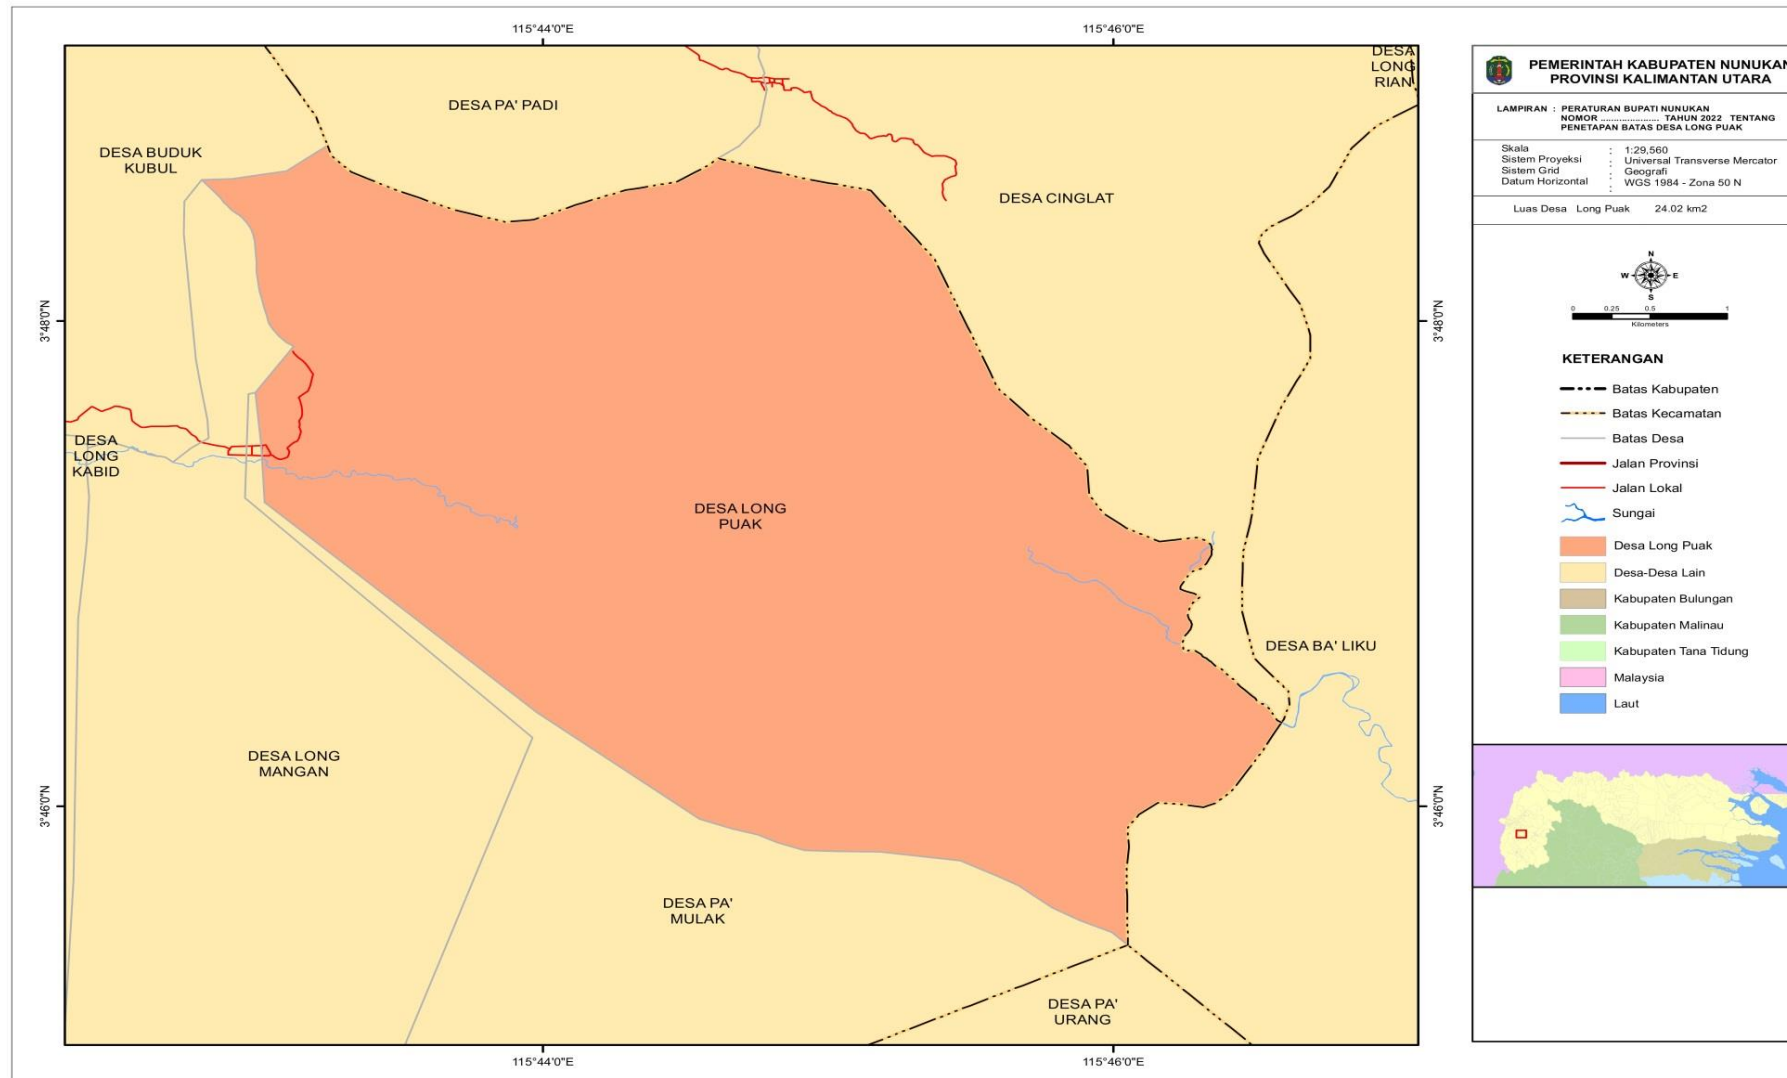 115°44'0"E
115°46'0"E
DESA PA' PADI
DESA
LONG
RIAN
DESA BUDUK
KUBUL
DESA CINGLAT
3°48'0"N
3°48'0"N
DESA
LONG
KABID
DESA LONG
PUAK
DESA BA' LIKU
DESA LONG
MANGAN
3°46'0"N
3°46'0"N
DESA PA'
MULAK
DESA PA'
URANG
115°44'0"E
115°46'0"E
PEMERINTAH KABUPATEN NUNUKAN
PROVINSI KALIMANTAN UTARA
LAMPIRAN : PERATURAN BUPATI NUNUKAN
NOMOR ...................... TAHUN 2022 TENTANG
PENETAPAN BATAS DESA LONG PUAK
Skala : 1:29,560
Sistem Proyeksi : Universal Transverse Mercator
Sistem Grid : Geografi
Datum Horizontal : WGS 1984 - Zona 50 N
Luas Desa Long Puak 24.02 km2
N
W E
S
0 0.25 0.5 1
Kilometers
KETERANGAN
Batas Kabupaten
Batas Kecamatan
Batas Desa
Jalan Provinsi
Jalan Lokal
Sungai
Desa Long Puak
Desa-Desa Lain
Kabupaten Bulungan
Kabupaten Malinau
Kabupaten Tana Tidung
Malaysia
Laut